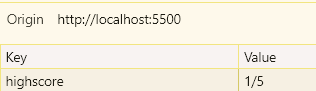 Origin http://localhost:5500
Key Value
highscore 1/5